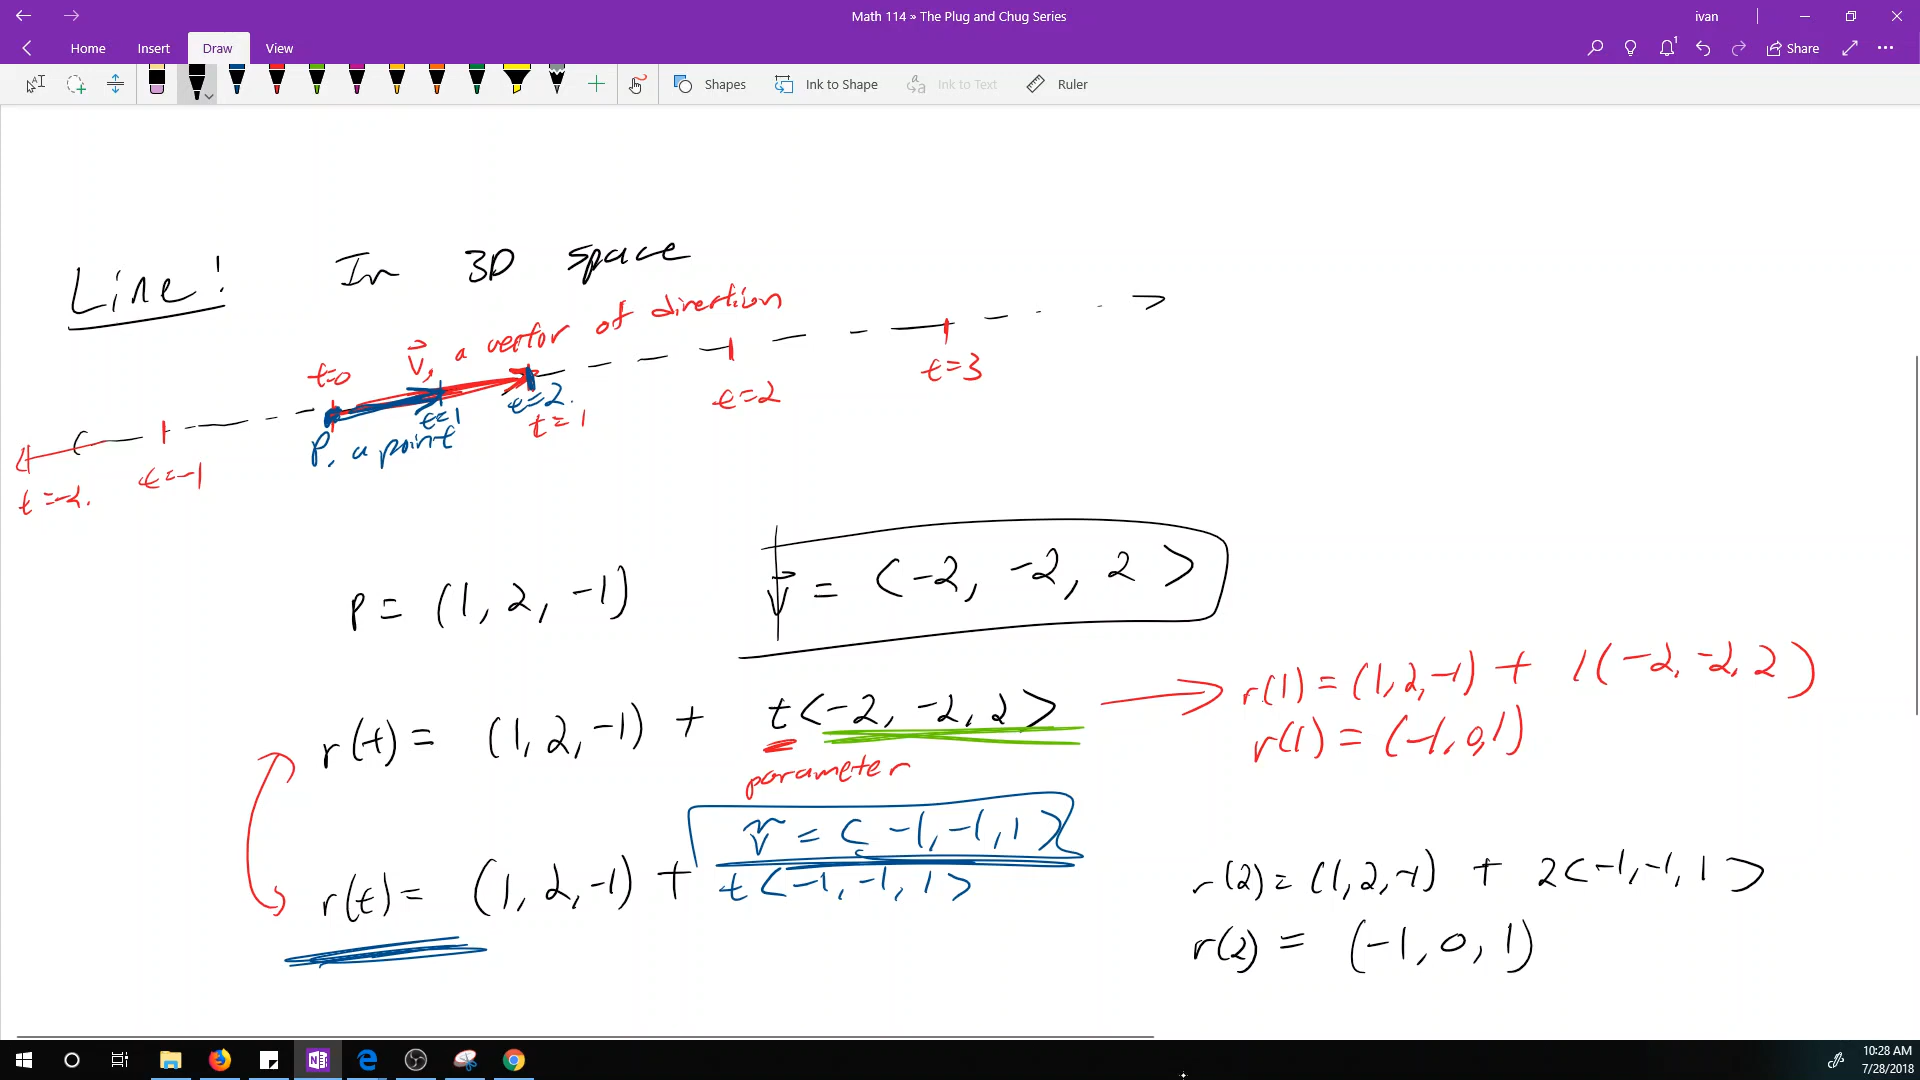 Math 114 » The Plug and Chug Series
ivan
Home Insert Draw View
1
Share
Shapes Ink to Shape Ink to Text Ruler
Line! In 3D space
v, a vector of direction
t=0
t=3
t=2
t=2.
t=1
t=1
P, a point
t=-1
t=-2.
P = (1, 2, -1)
v = <-2, -2, 2>
r(t) = (1, 2, -1) + t<-2, -2, 2>
parameter
r(1) = (1,2,-1) + 1(-2,-2,2)
r(1) = (-1,0,1)
v = <-1,-1,1>
r(t) = (1, 2, -1) + t<-1,-1,1>
r(2) = (1,2,-1) + 2<-1,-1,1>
r(2) = (-1, 0, 1)
10:28 AM
7/28/2018